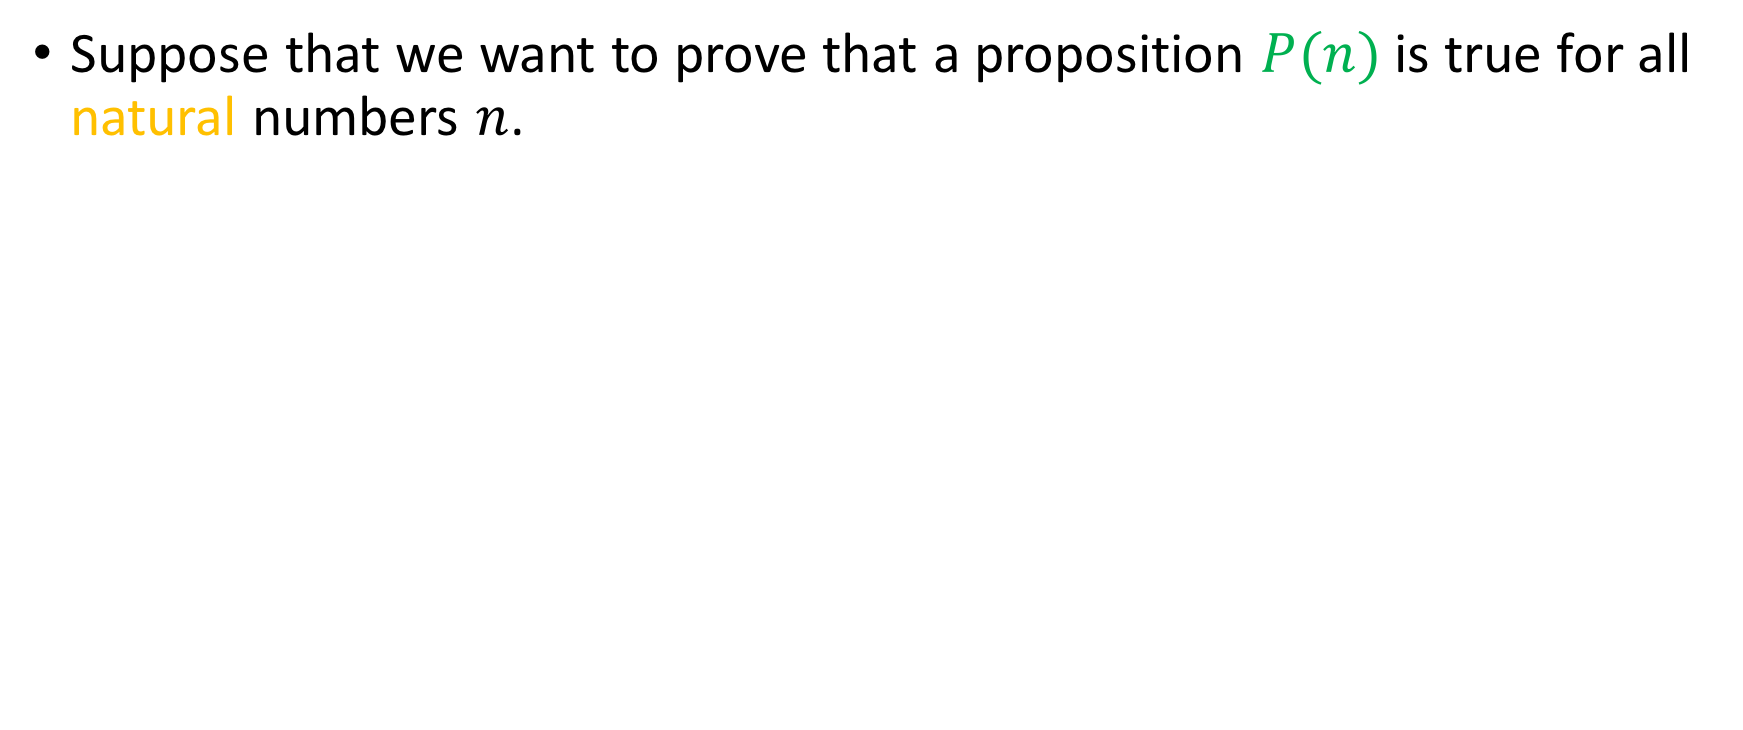 • Suppose that we want to prove that a proposition P(n) is true for all
natural numbers n.